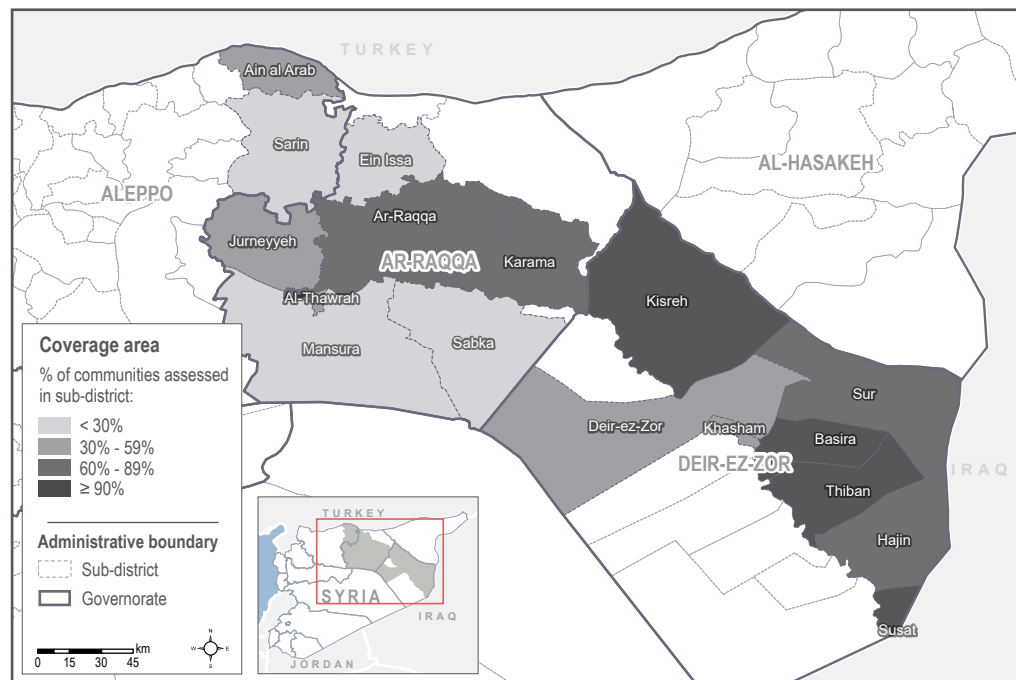 TURKEY
Ain al Arab
Sarin
Ein Issa
AL-HASAKEH
ALEPPO
Ar-Raqqa
Jurneyyeh
AR-RAQQA
Karama
Al-Thawrah
Kisreh
Mansura
Sabka
Sur
Deir-ez-Zor
Khasham
Basira
DEIR-EZ-ZOR
IRAQ
Thiban
Hajin
Susat
Coverage area
% of communities assessed
in sub-district:
< 30%
30% - 59%
60% - 89%
≥ 90%
Administrative boundary
Sub-district
Governorate
km
0 15 30 45
N
W E
S
TURKEY
SYRIA
IRAQ
JORDAN